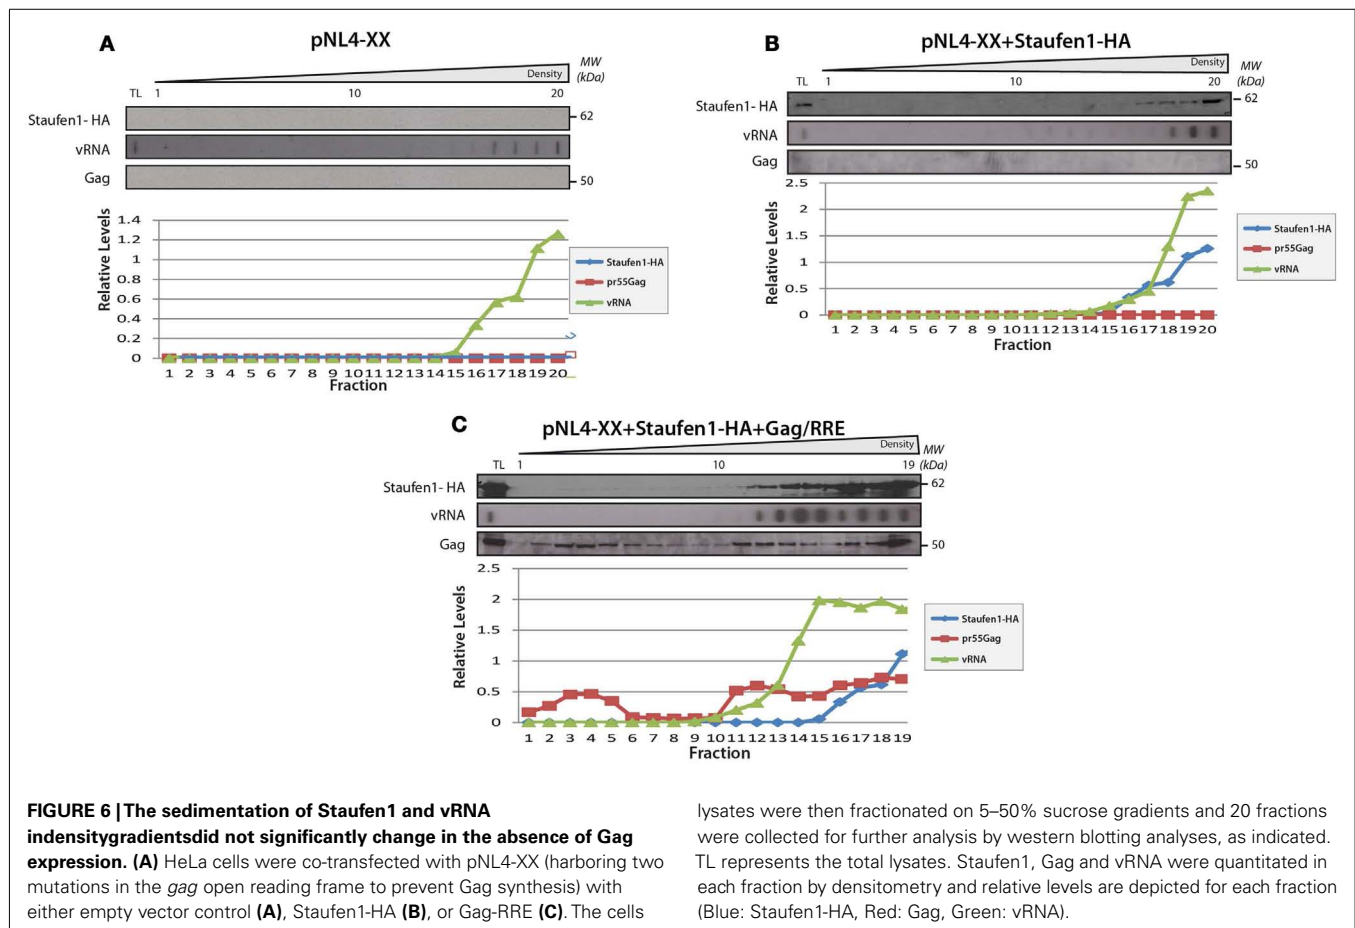 A
pNL4-XX
Density
MW
(kDa)
TL 1 10 20
Staufen1- HA
62
vRNA
Gag
50
Relative Levels
1.4
1.2
1
0.8
0.6
0.4
0.2
0
1 2 3 4 5 6 7 8 9 10 11 12 13 14 15 16 17 18 19 20
Fraction
Staufen1-HA
pr55Gag
vRNA
B
pNL4-XX+Staufen1-HA
Density
MW
(kDa)
TL 1 10 20
Staufen1-HA
62
vRNA
Gag
50
Relative Levels
2.5
2
1.5
1
0.5
0
1 2 3 4 5 6 7 8 9 10 11 12 13 14 15 16 17 18 19 20
Fraction
Staufen1-HA
pr55Gag
vRNA
C
pNL4-XX+Staufen1-HA+Gag/RRE
Density
MW
TL 1 10 19 (kDa)
Staufen1- HA
62
vRNA
Gag
50
Relative Levels
2.5
2
1.5
1
0.5
0
1 2 3 4 5 6 7 8 9 10 11 12 13 14 15 16 17 18 19
Fraction
Staufen1-HA
pr55Gag
vRNA
FIGURE 6 | The sedimentation of Staufen1 and vRNA
indensitygradientsdid not significantly change in the absence of Gag
expression. (A) HeLa cells were co-transfected with pNL4-XX (harboring two
mutations in the gag open reading frame to prevent Gag synthesis) with
either empty vector control (A), Staufen1-HA (B), or Gag-RRE (C). The cells
lysates were then fractionated on 5–50% sucrose gradients and 20 fractions
were collected for further analysis by western blotting analyses, as indicated.
TL represents the total lysates. Staufen1, Gag and vRNA were quantitated in
each fraction by densitometry and relative levels are depicted for each fraction
(Blue: Staufen1-HA, Red: Gag, Green: vRNA).